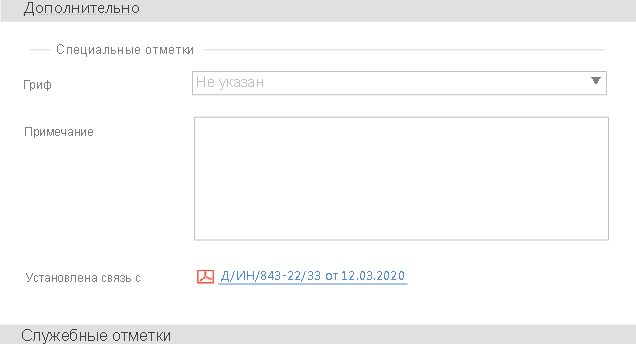 Дополнительно
Специальные отметки
Гриф
Не указан
Примечание
Установлена связь с
Д/ИН/843-22/33 от 12.03.2020
Служебные отметки